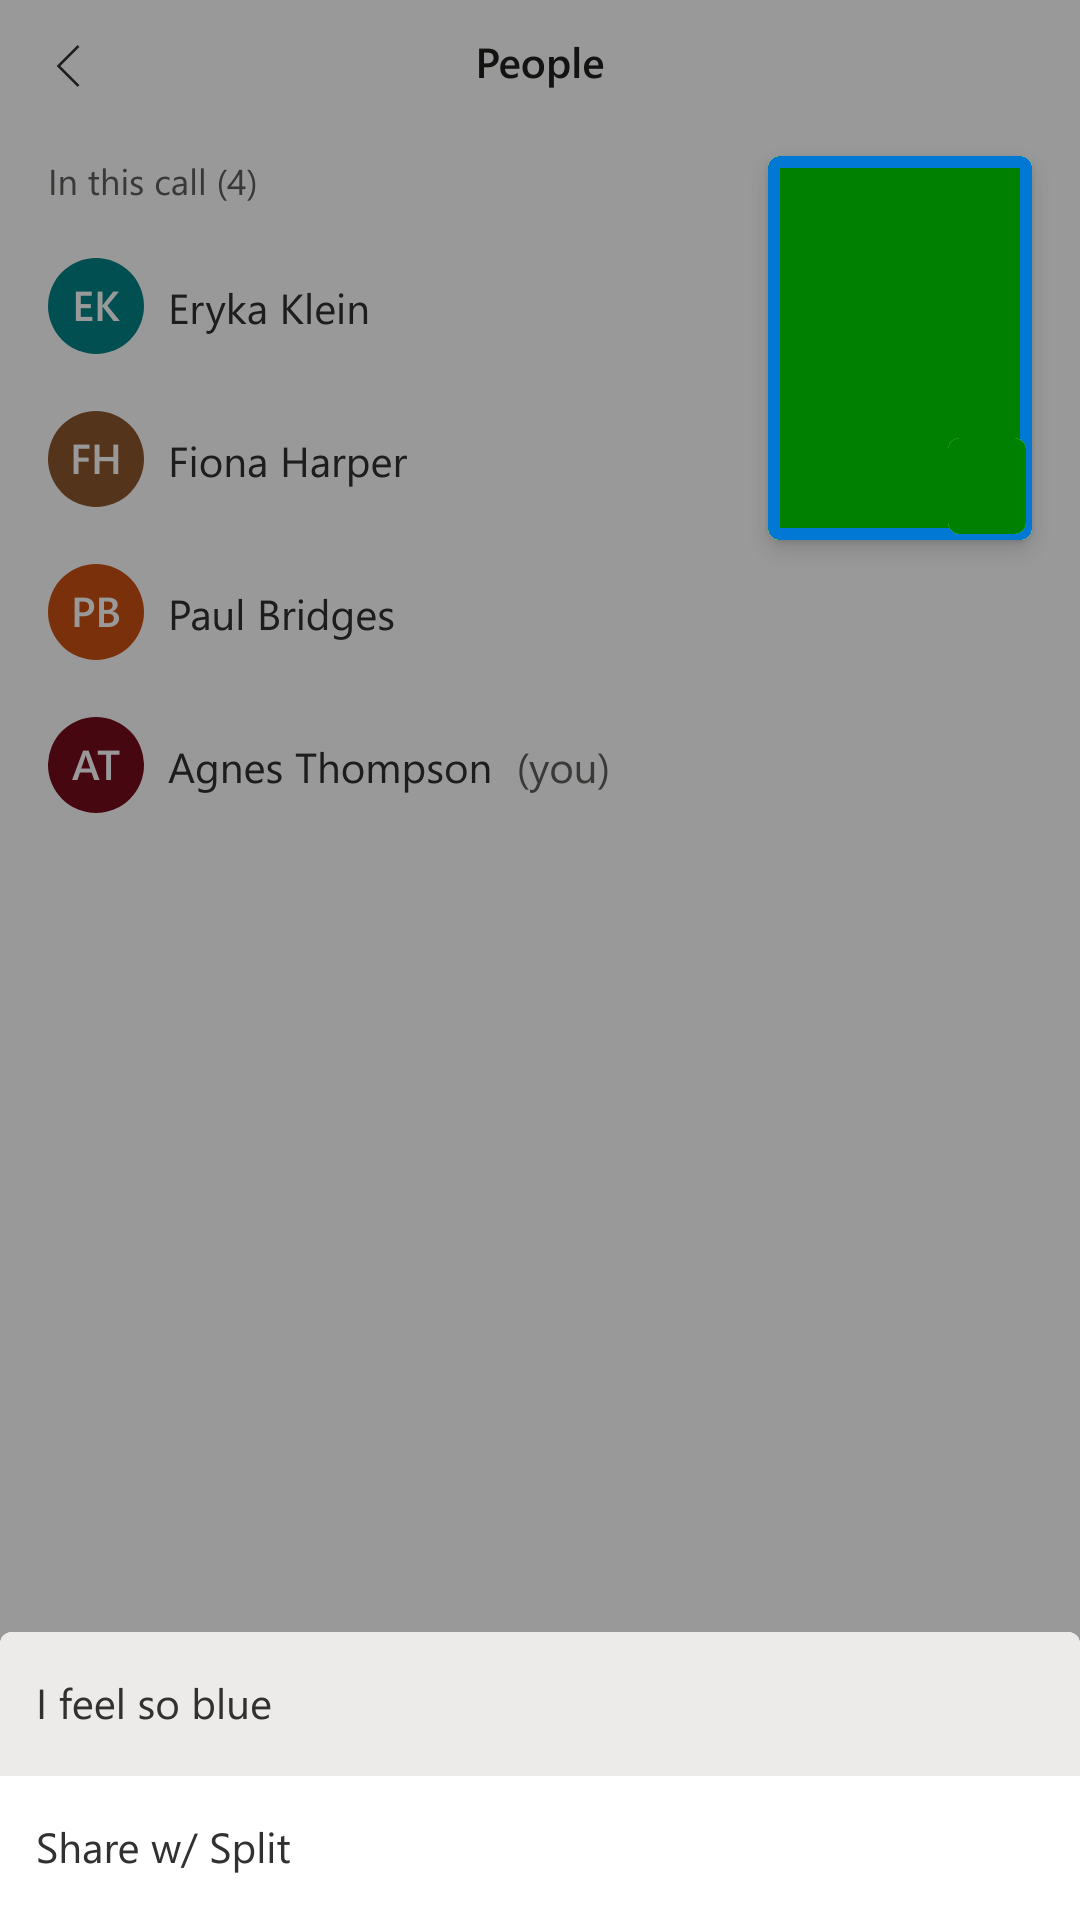 People
In this call (4)
EK Eryka Klein
FH Fiona Harper
PB Paul Bridges
AT Agnes Thompson (you)
I feel so blue
Share w/ Split